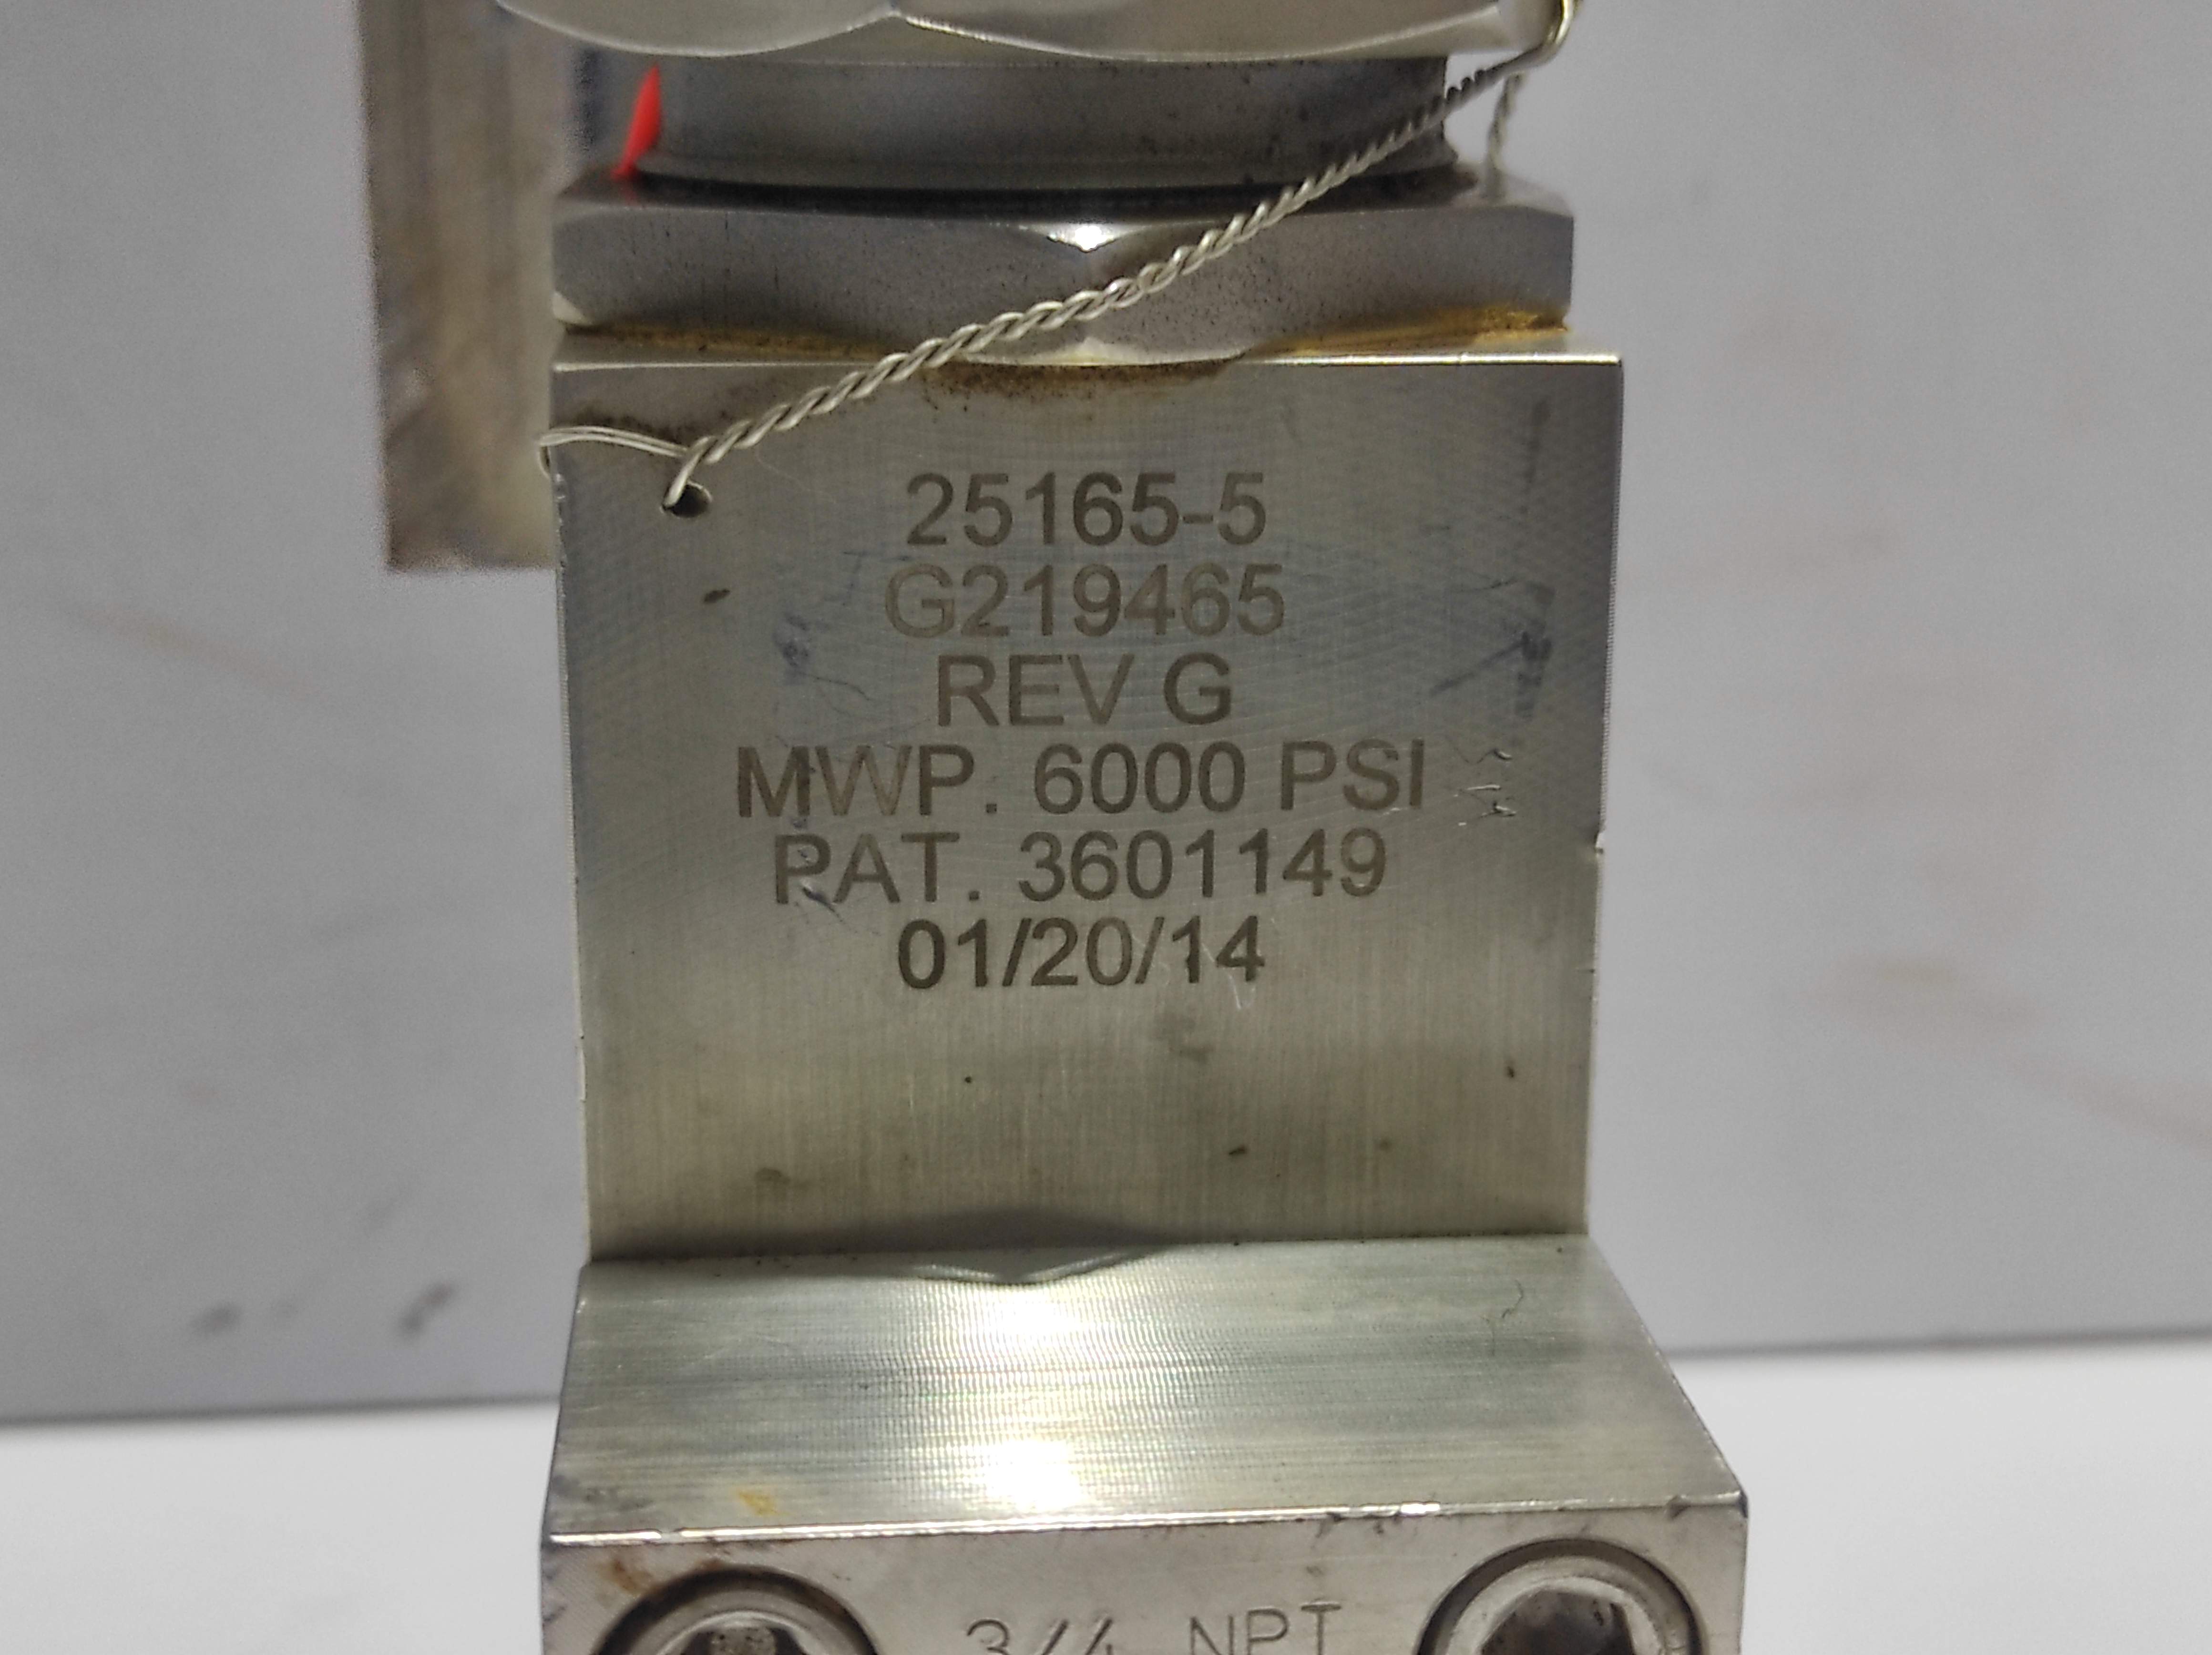 25165-5
G219465
REV G
MWP. 6000 PSI
PAT. 3601149
01/20/14
3/4 NPT